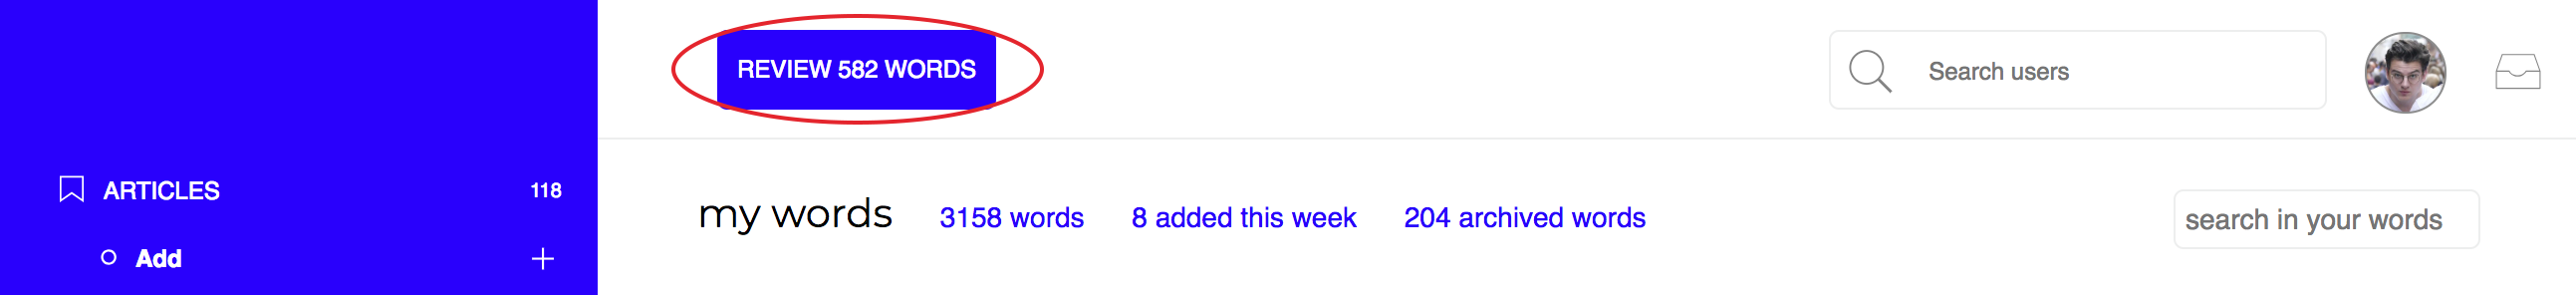 REVIEW 582 WORDS
Search users
ARTICLES 118
Add
my words 3158 words 8 added this week 204 archived words
search in your words